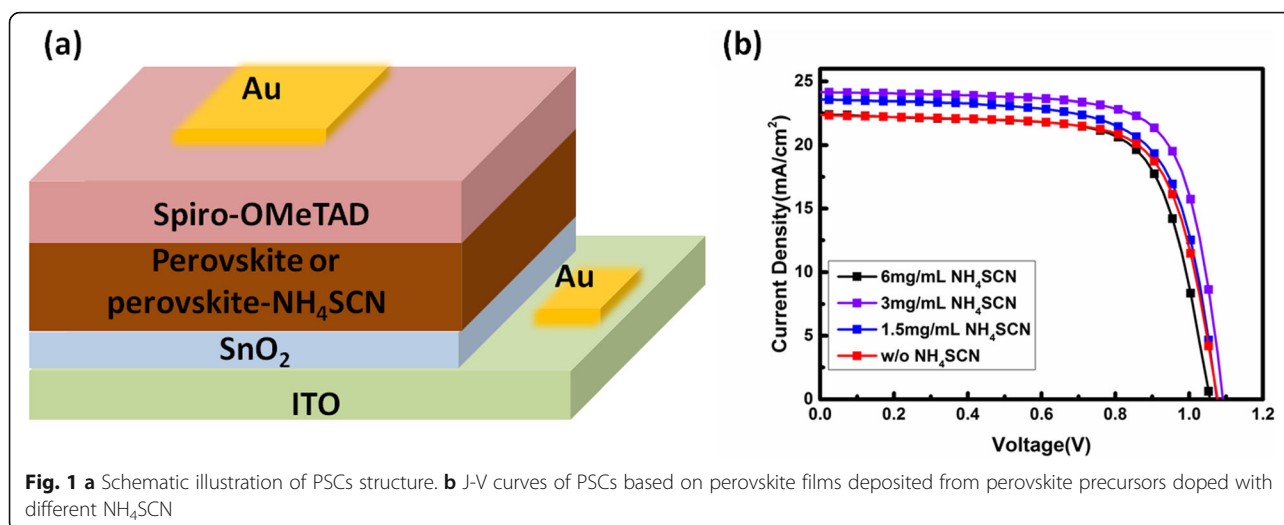 (a)
Au
Spiro-OMeTAD
Perovskite or
perovskite-NH₄SCN
Au
SnO₂
ITO
(b)
Current Density(mA/cm²)
25
20
15
10
5
0
6mg/mL NH₄SCN
3mg/mL NH₄SCN
1.5mg/mL NH₄SCN
w/o NH₄SCN
0.0 0.2 0.4 0.6 0.8 1.0 1.2
Voltage(V)
Fig. 1 a Schematic illustration of PSCs structure. b J-V curves of PSCs based on perovskite films deposited from perovskite precursors doped with
different NH₄SCN